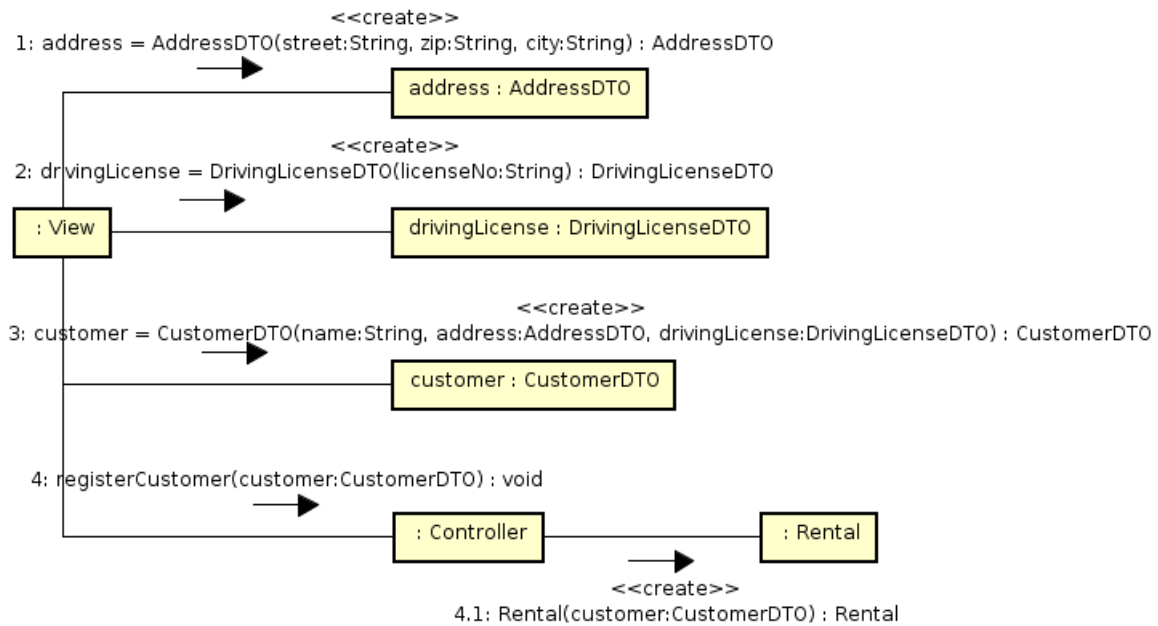 <<create>>
1: address = AddressDTO(street:String, zip:String, city:String) : AddressDTO
address : AddressDTO
<<create>>
2: drivingLicense = DrivingLicenseDTO(licenseNo:String) : DrivingLicenseDTO
: View
drivingLicense : DrivingLicenseDTO
<<create>>
3: customer = CustomerDTO(name:String, address:AddressDTO, drivingLicense:DrivingLicenseDTO) : CustomerDTO
customer : CustomerDTO
4: registerCustomer(customer:CustomerDTO) : void
: Controller
: Rental
<<create>>
4.1: Rental(customer:CustomerDTO) : Rental